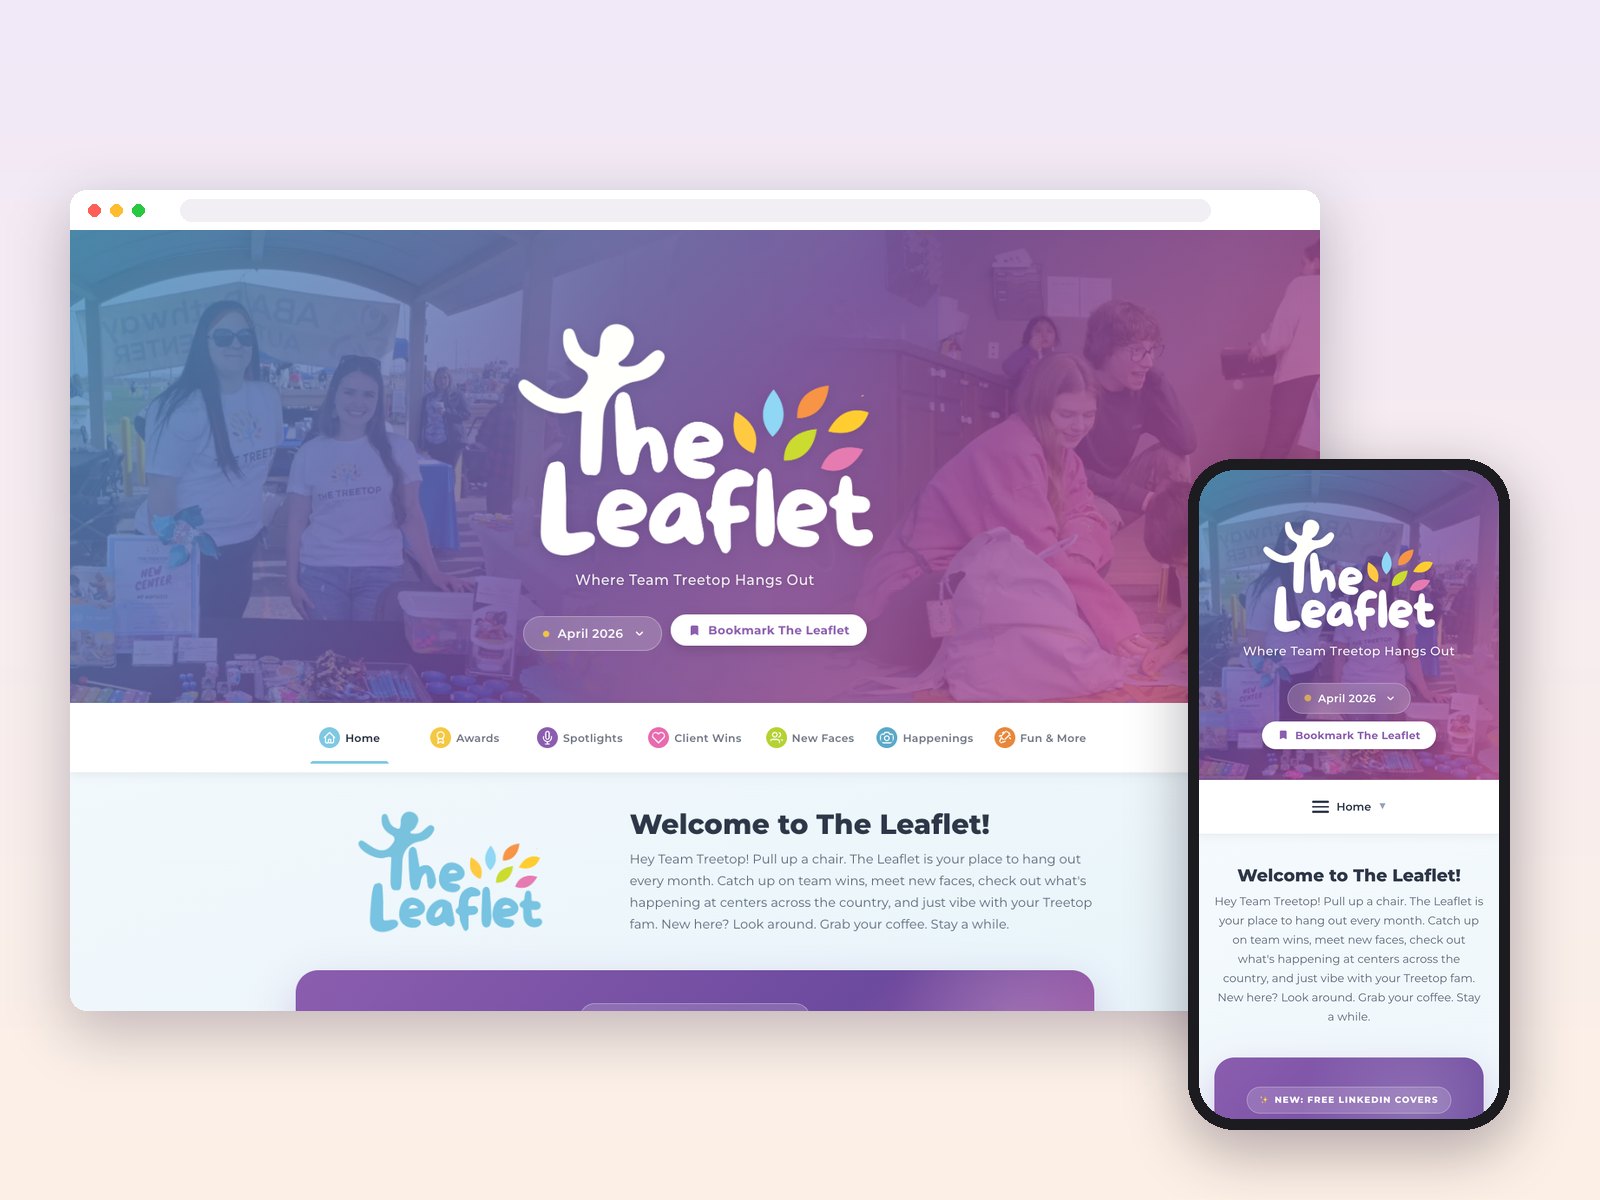 The
Leaflet
Where Team Treetop Hangs Out
April 2026
Bookmark The Leaflet
THE TREETOP
NEW
CENTER
Home
Awards
Spotlights
Client Wins
New Faces
Happenings
Fun & More
The
Leaflet
Welcome to The Leaflet!
Hey Team Treetop! Pull up a chair. The Leaflet is your place to hang out
every month. Catch up on team wins, meet new faces, check out what's
happening at centers across the country, and just vibe with your Treetop
fam. New here? Look around. Grab your coffee. Stay a while.
The
Leaflet
Where Team Treetop Hangs Out
April 2026
Bookmark The Leaflet
Home
Welcome to The Leaflet!
Hey Team Treetop! Pull up a chair. The Leaflet is
your place to hang out every month. Catch up
on team wins, meet new faces, check out
what's happening at centers across the
country, and just vibe with your Treetop fam.
New here? Look around. Grab your coffee. Stay
a while.
NEW: FREE LINKEDIN COVERS